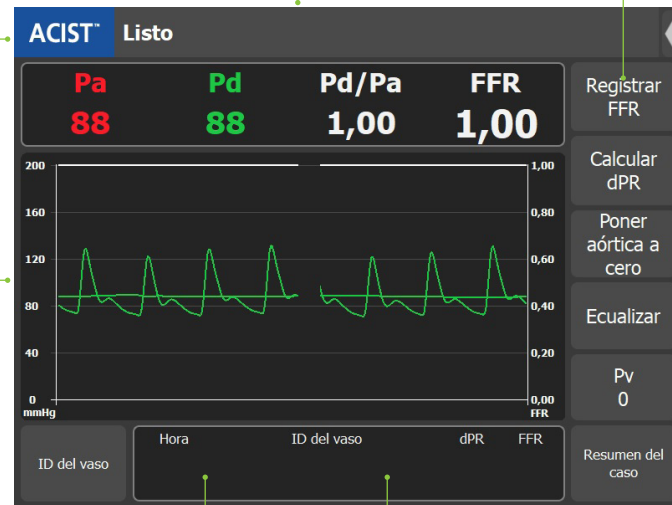 ACIST™ Listo
Pa Pd Pd/Pa FFR
88 88 1,00 1,00
Registrar
FFR
Calcular
dPR
Poner
aórtica a
cero
Ecualizar
Pv
0
200 1,00
160 0,80
120 0,60
80 0,40
40 0,20
0 0,00
mmHg FFR
ID del vaso
Hora ID del vaso dPR FFR
Resumen del
caso